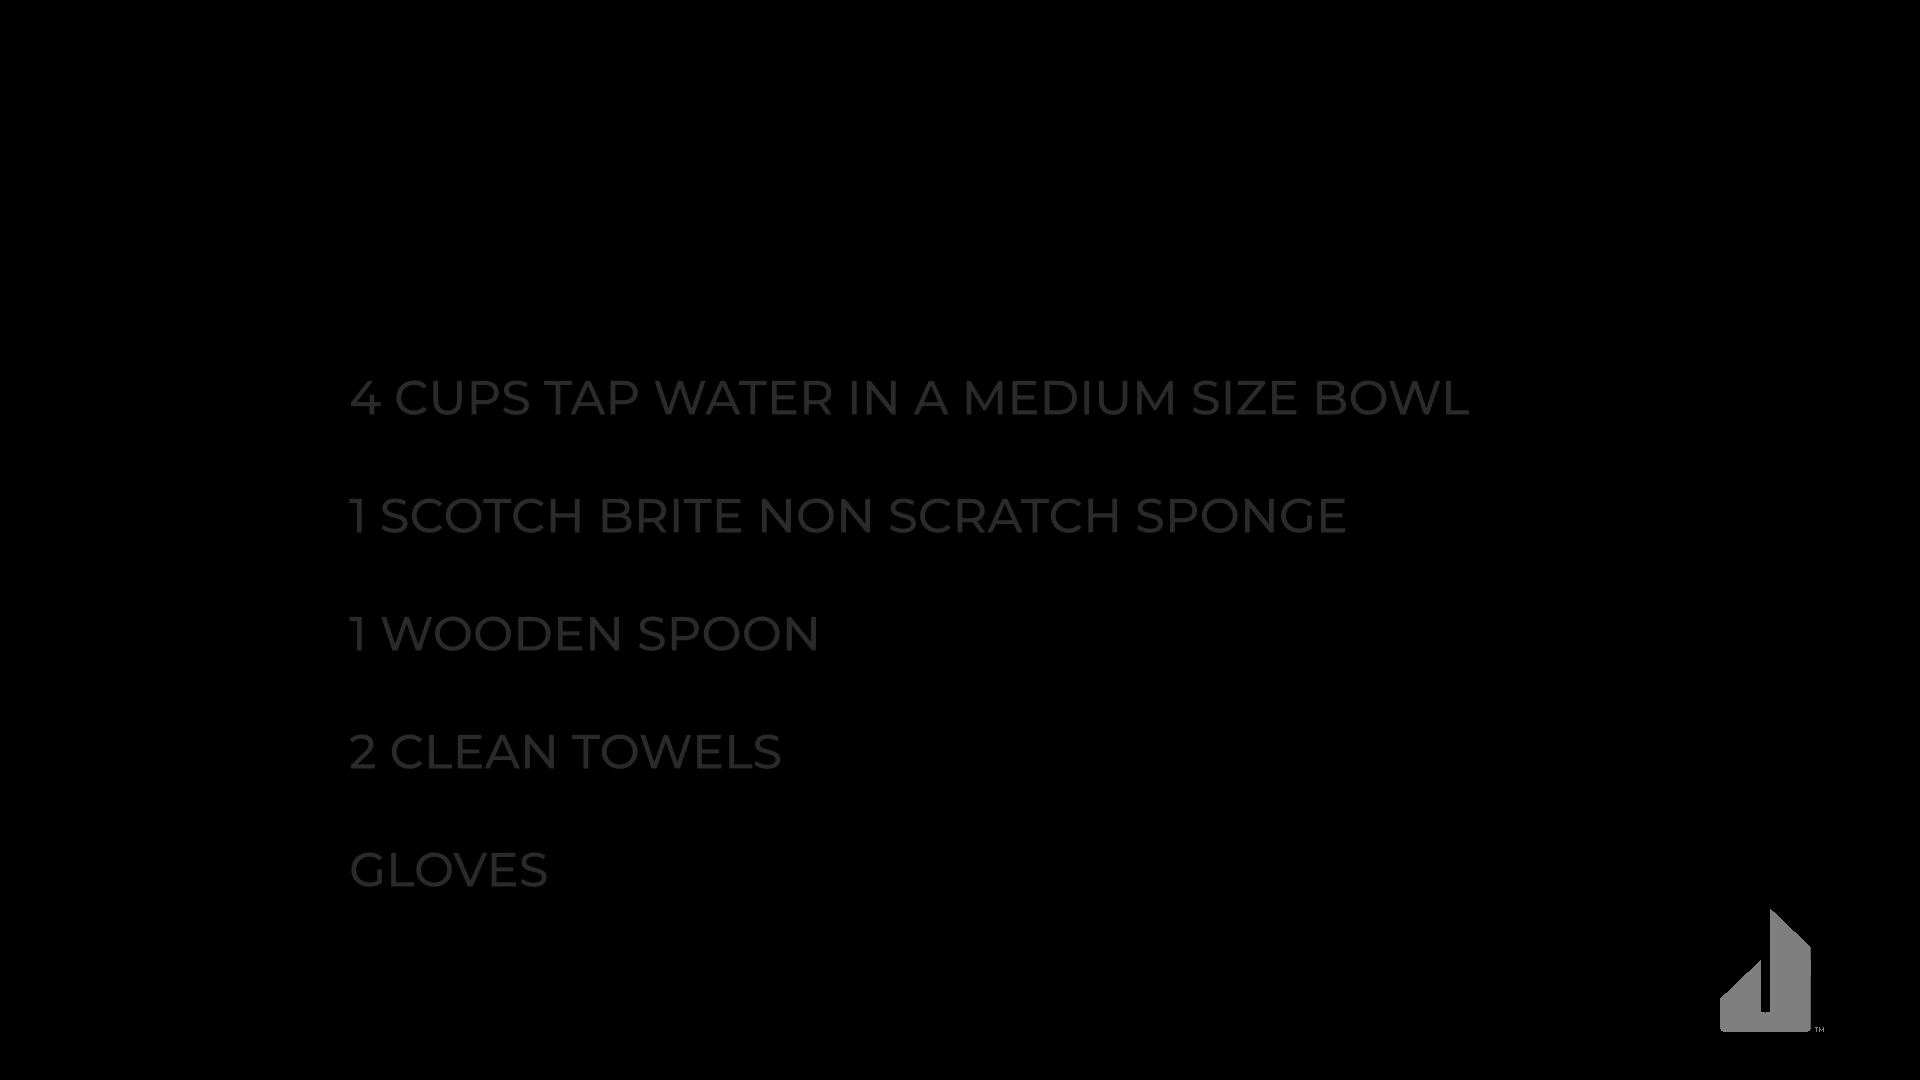 4 CUPS TAP WATER IN A MEDIUM SIZE BOWL
1 SCOTCH BRITE NON SCRATCH SPONGE
1 WOODEN SPOON
2 CLEAN TOWELS
GLOVES
TM